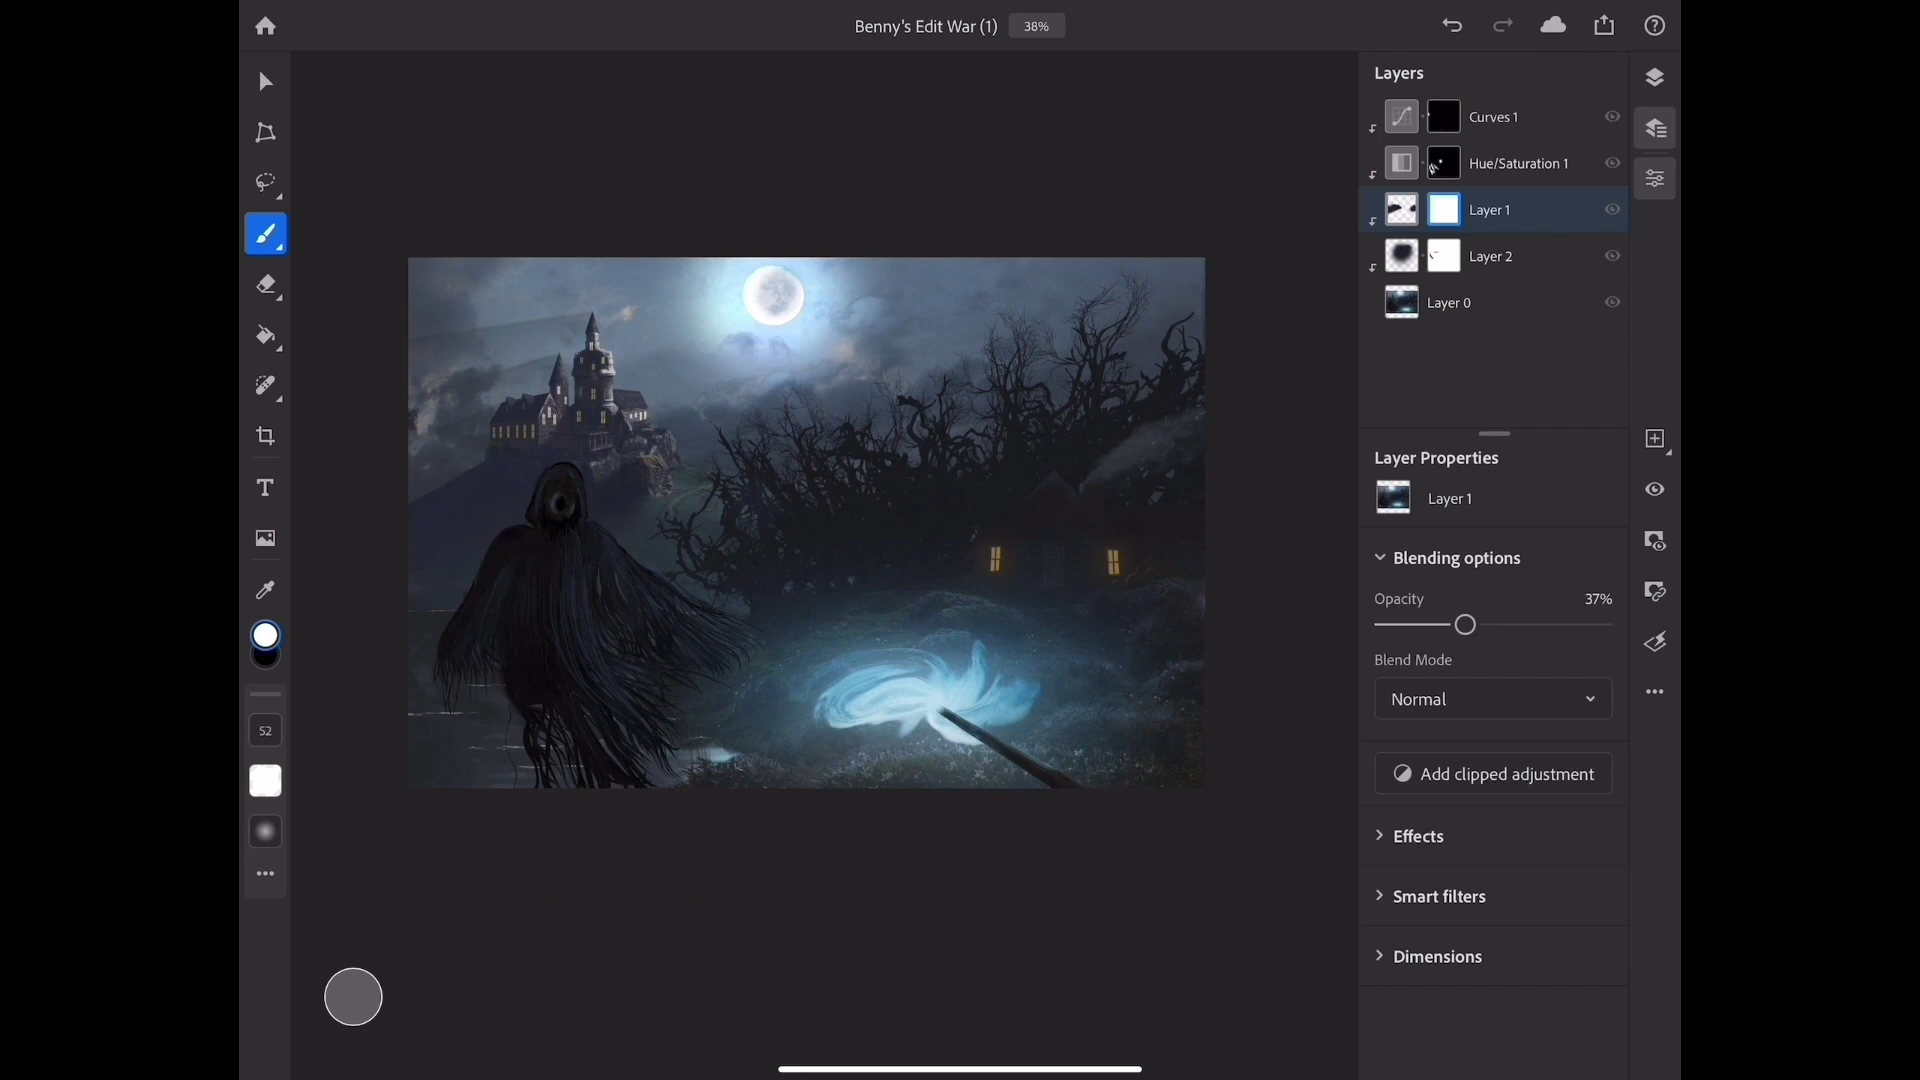 Benny's Edit War (1) 38%
Layers
Curves 1
Hue/Saturation 1
Layer 1
Layer 2
Layer 0
Layer Properties
Layer 1
Blending options
Opacity 37%
Blend Mode
Normal
Add clipped adjustment
Effects
Smart filters
Dimensions
T
52